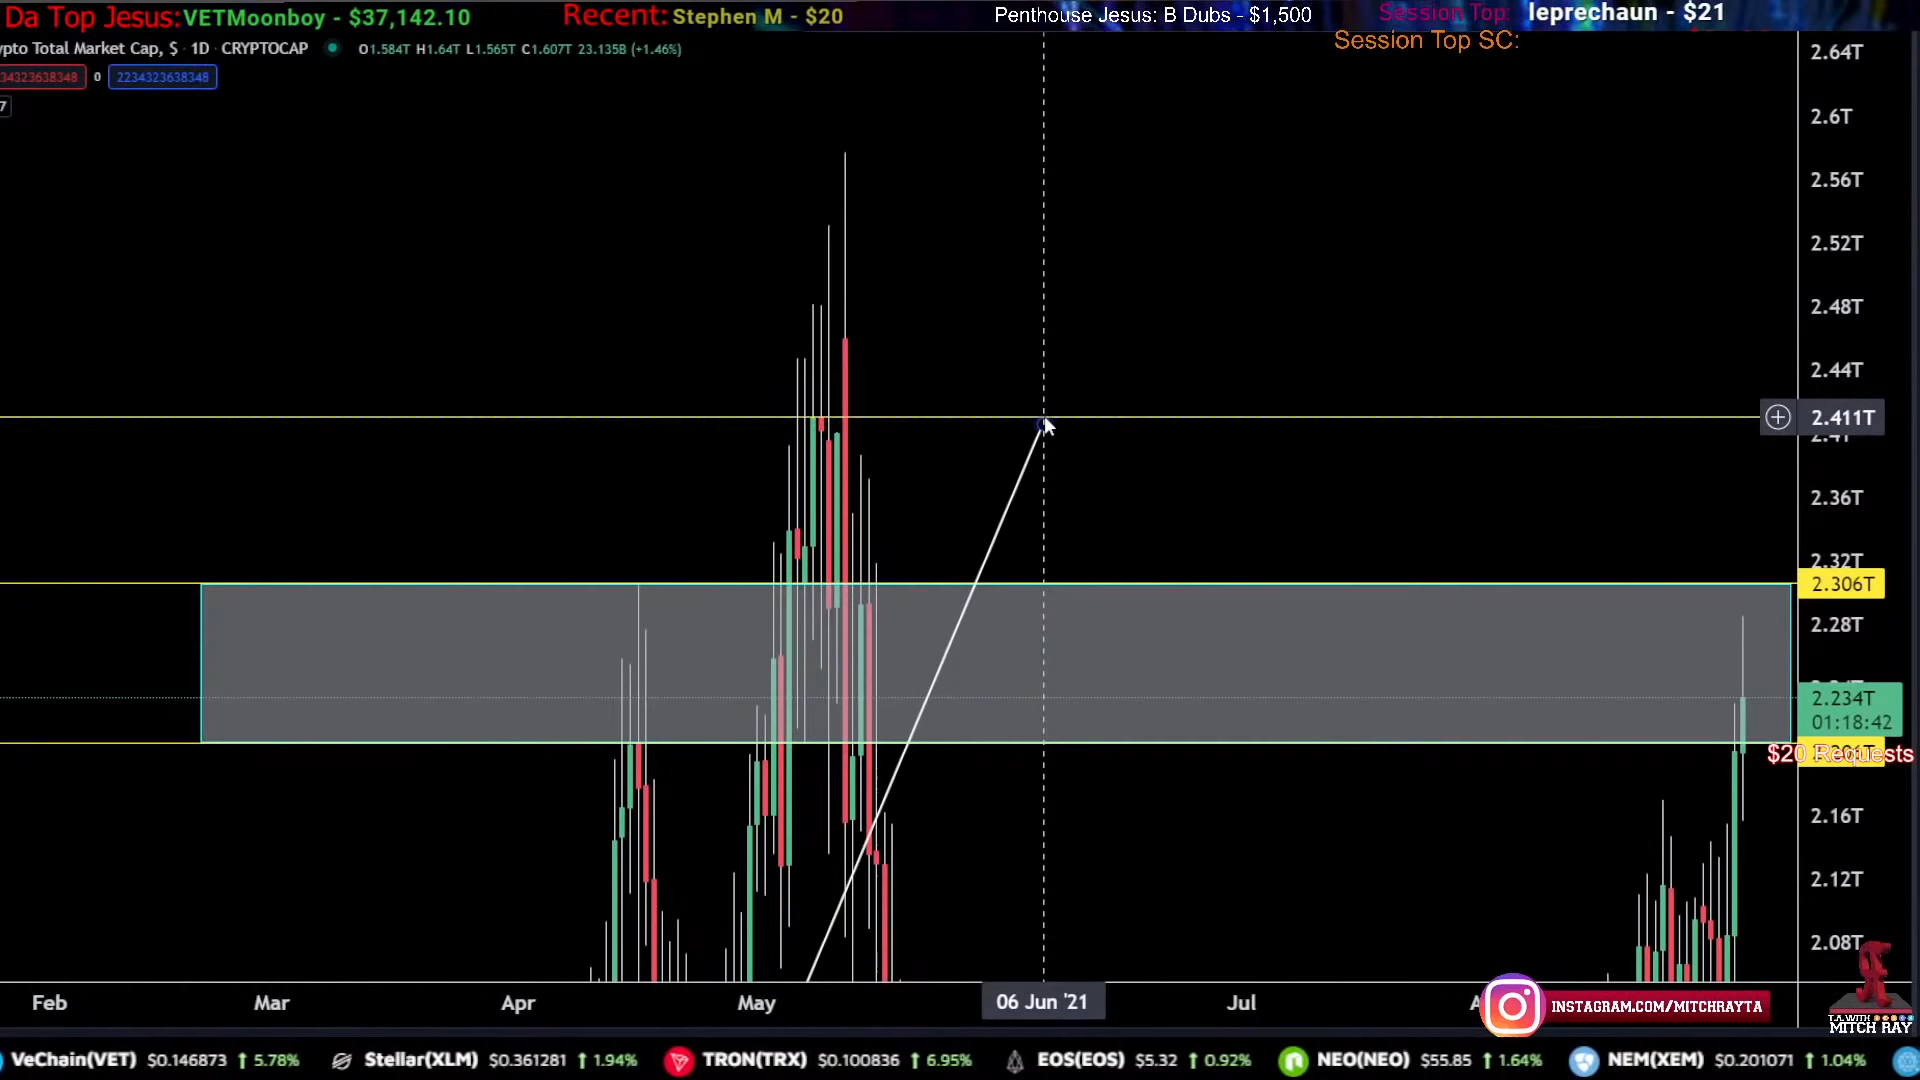 Da Top Jesus:VETMoonboy - $37,142.10
Recent: Stephen M - $20
Penthouse Jesus: B Dubs - $1,500
Session Top: leprechaun - $21
Session Top SC:
ypto Total Market Cap, $ · 1D · CRYPTOCAP O1.584T H1.64T L1.565T C1.607T 23.135B (+1.46%)
34323638348 0 2234323638348
7
2.64T
2.6T
2.56T
2.52T
2.48T
2.44T
2.411T
2.36T
2.32T
2.306T
2.28T
2.234T
01:18:42
$20 Requests
2.16T
2.12T
2.08T
Feb Mar Apr May 06 Jun '21 Jul
INSTAGRAM.COM/MITCHRAYTA
T.A. WITH
MITCH RAY
VeChain(VET) $0.146873 ↑ 5.78% Stellar(XLM) $0.361281 ↑ 1.94% TRON(TRX) $0.100836 ↑ 6.95% EOS(EOS) $5.32 ↑ 0.92% NEO(NEO) $55.85 ↑ 1.64% NEM(XEM) $0.201071 ↑ 1.04%